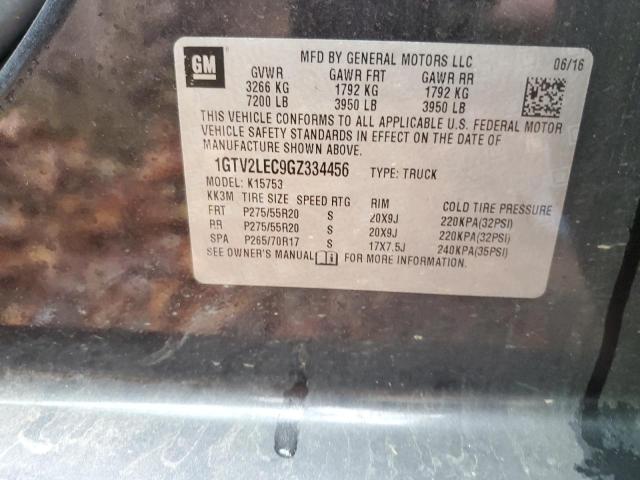 GM
MFD BY GENERAL MOTORS LLC
06/16
GVWR GAWR FRT GAWR RR
3266 KG 1792 KG 1792 KG
7200 LB 3950 LB 3950 LB
THIS VEHICLE CONFORMS TO ALL APPLICABLE U.S. FEDERAL MOTOR
VEHICLE SAFETY STANDARDS IN EFFECT ON THE DATE OF
MANUFACTURE SHOWN ABOVE.
1GTV2LEC9GZ334456 TYPE: TRUCK
MODEL: K15753
KK3M TIRE SIZE SPEED RTG RIM COLD TIRE PRESSURE
FRT P275/55R20 S 20X9J 220KPA(32PSI)
RR P275/55R20 S 20X9J 220KPA(32PSI)
SPA P265/70R17 S 17X7.5J 240KPA(35PSI)
SEE OWNER'S MANUAL FOR MORE INFORMATION.